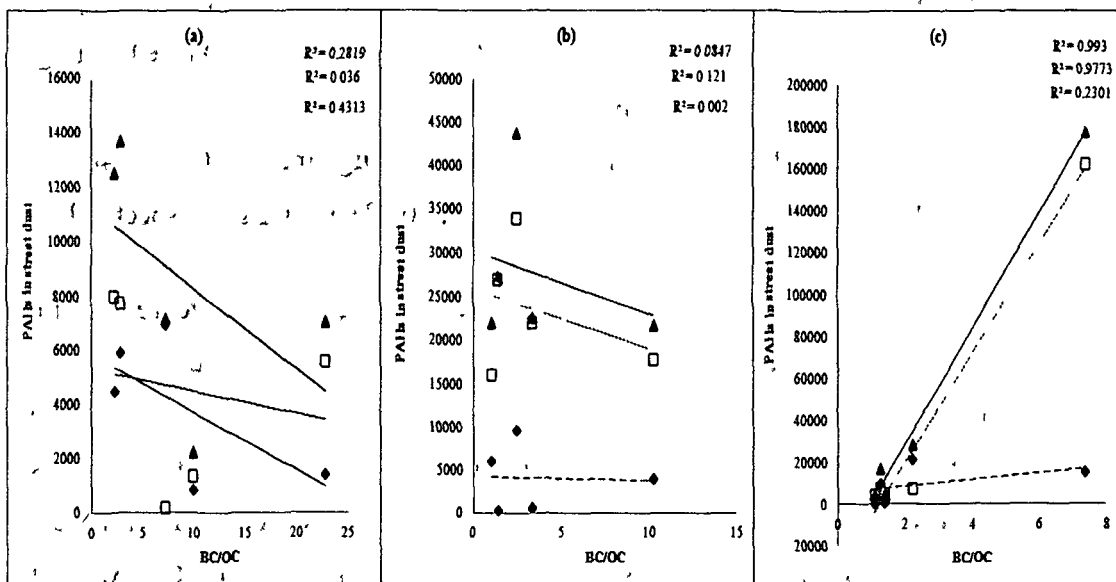 (a)
R² = 0.2819
R² = 0.036
R² = 0.4313
16000
14000
12000
10000
8000
6000
4000
2000
0
PAHs in street dust
0 5 10 15 20 25
BC/OC
(b)
R² = 0.0847
R² = 0.121
R² = 0.002
50000
45000
40000
35000
30000
25000
20000
15000
10000
5000
0
PAHs in street dust
0 5 10 15
BC/OC
(c)
R² = 0.993
R² = 0.9773
R² = 0.2301
200000
180000
160000
140000
120000
100000
80000
60000
40000
20000
0
20000
PAHs in street dust
0 2 4 6 8
BC/OC